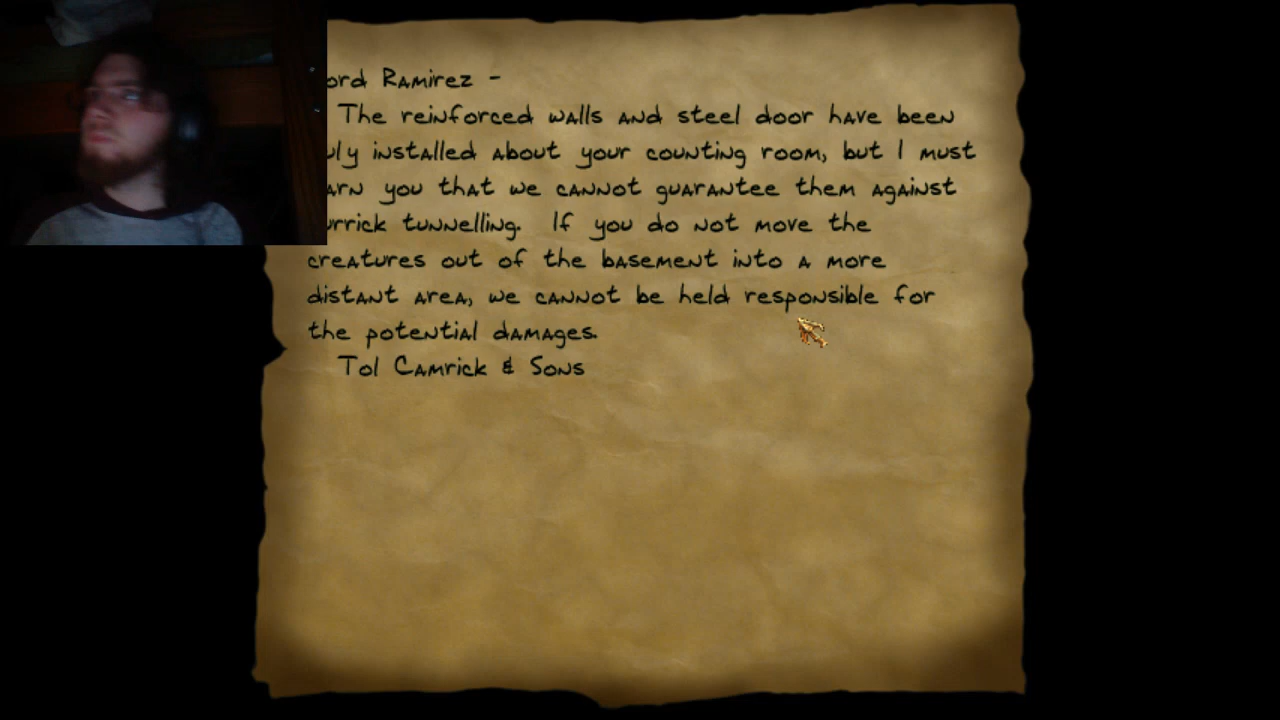 ord Ramirez -
The reinforced walls and steel door have been
uly installed about your counting room, but I must
arn you that we cannot guarantee them against
urrick tunnelling. If you do not move the
creatures out of the basement into a more
distant area, we cannot be held responsible for
the potential damages.
Tol Camrick & Sons